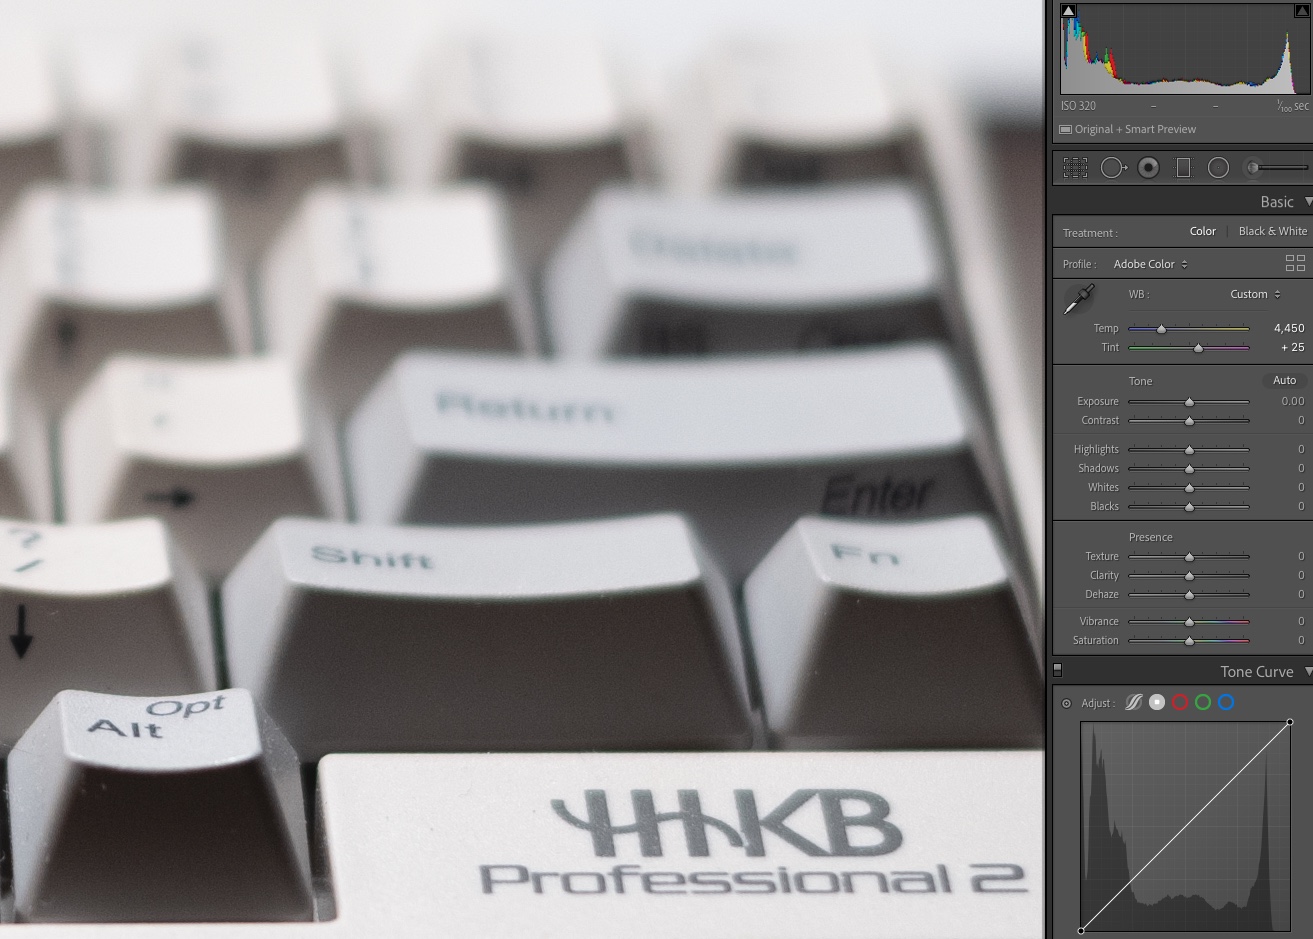 Delete
Return
Enter
?
/
Shift
Fn
Opt
Alt
HHKB
Professional 2
ISO 320
–
–
1/100 sec
Original + Smart Preview
Basic
Treatment :
Color
Black & White
Profile :
Adobe Color
WB :
Custom
Temp
4,450
Tint
+ 25
Tone
Auto
Exposure
0.00
Contrast
0
Highlights
0
Shadows
0
Whites
0
Blacks
0
Presence
Texture
0
Clarity
0
Dehaze
0
Vibrance
0
Saturation
0
Tone Curve
Adjust :